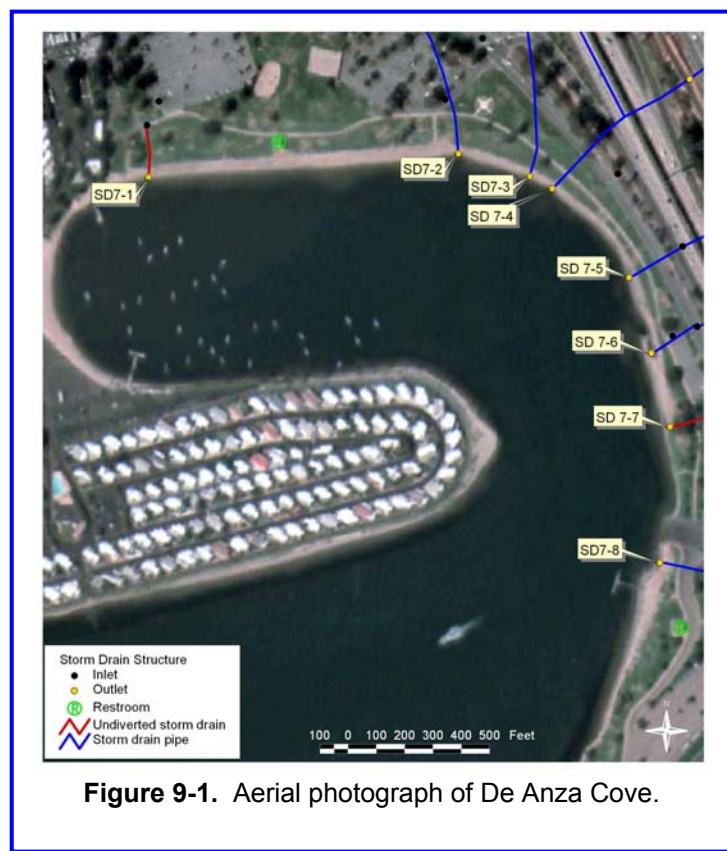 SD7-1
SD7-2
SD7-3
SD 7-4
SD 7-5
SD 7-6
SD 7-7
SD7-8
Storm Drain Structure
Inlet
Outlet
R Restroom
Undiverted storm drain
Storm drain pipe
100 0 100 200 300 400 500 Feet
N
Figure 9-1. Aerial photograph of De Anza Cove.